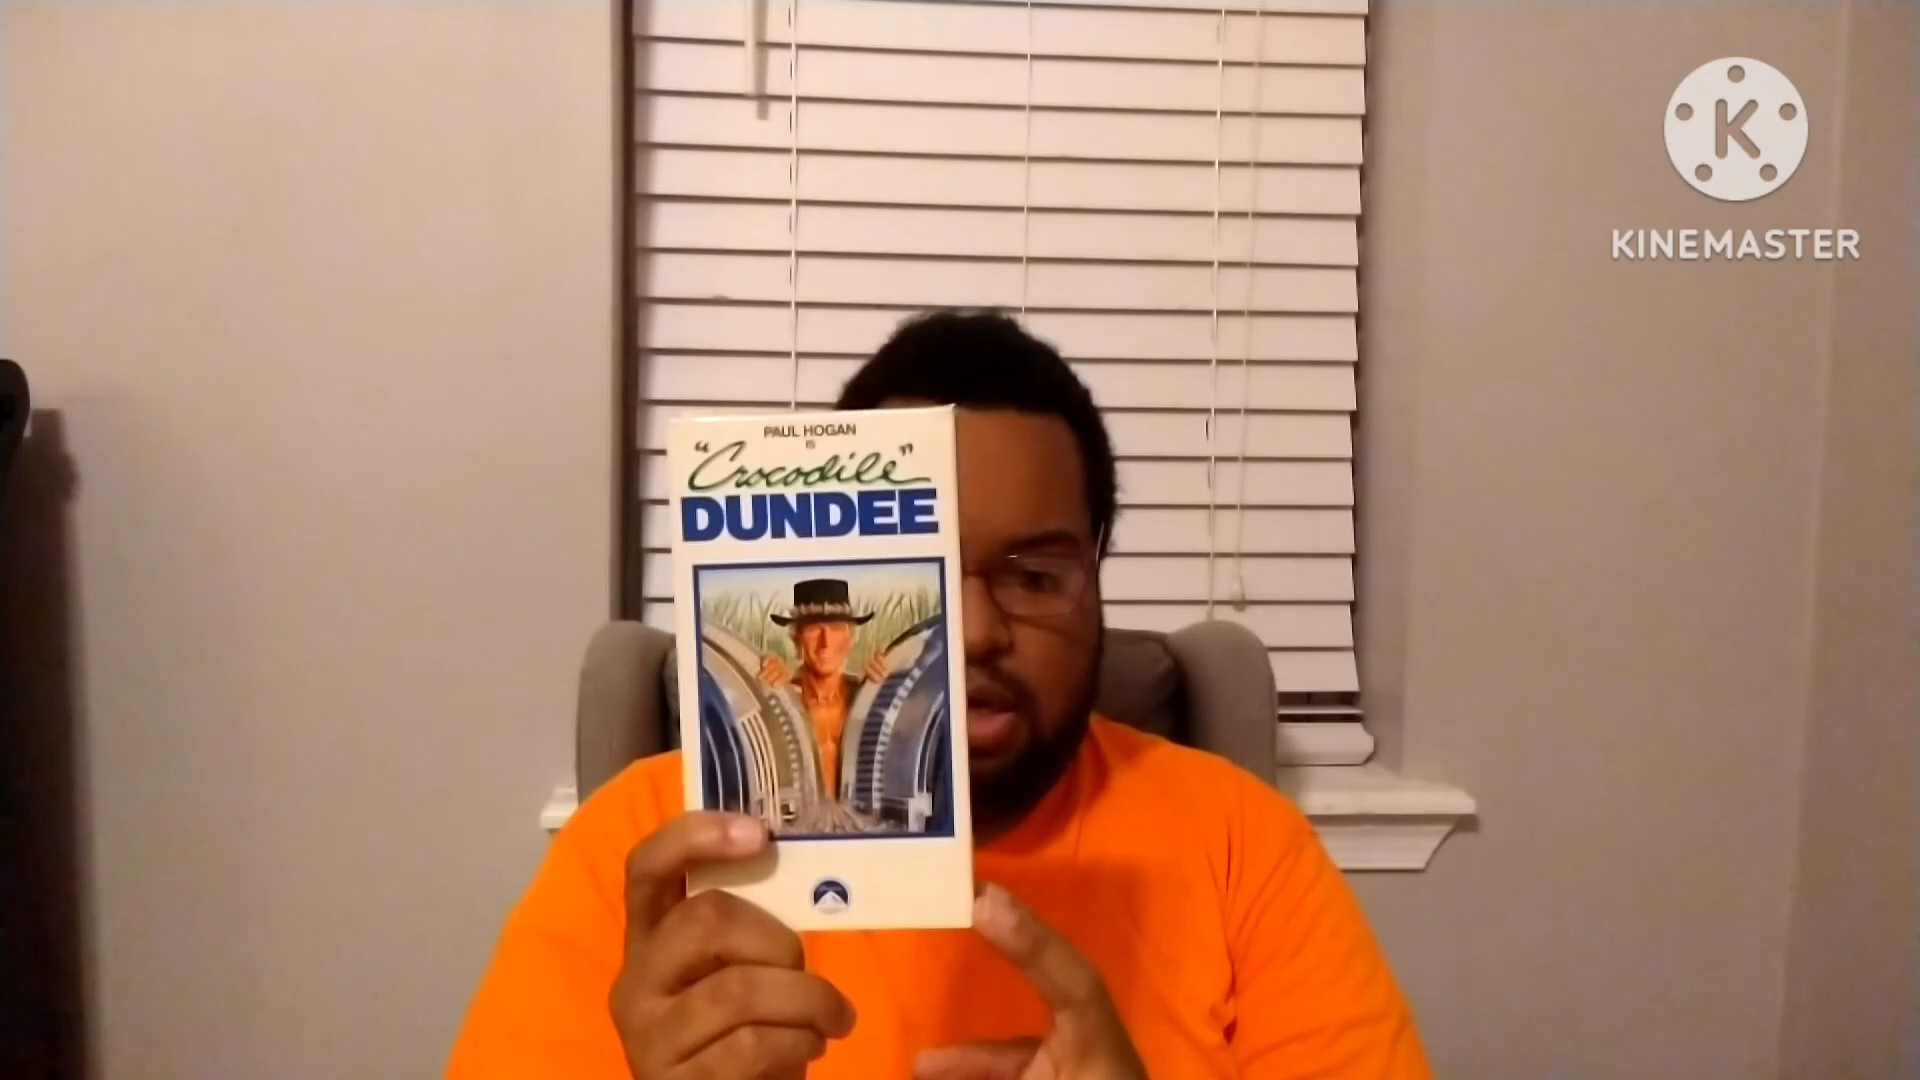 PAUL HOGAN
IS
"Crocodile"
DUNDEE
K
KINEMASTER